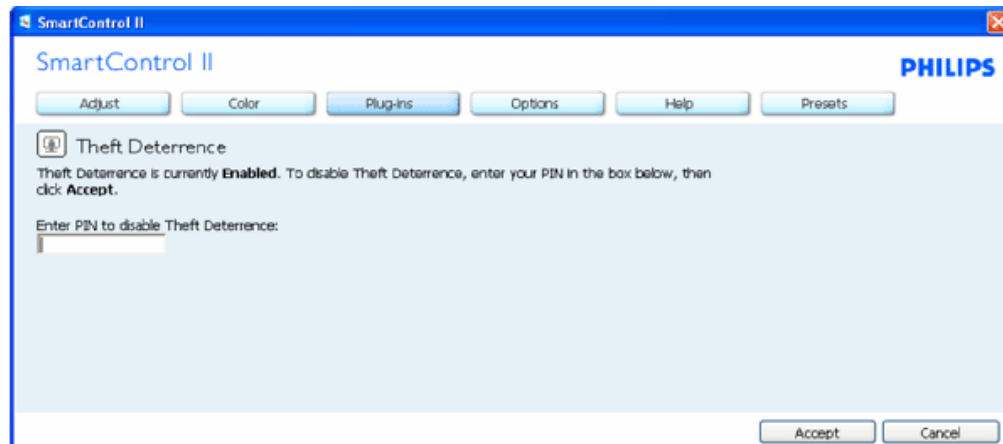 SmartControl II
SmartControl II
PHILIPS
Adjust Color Plug-ins Options Help Presets
Theft Deterrence
Theft Deterrence is currently Enabled. To disable Theft Deterrence, enter your PIN in the box below, then
click Accept.
Enter PIN to disable Theft Deterrence:
Accept Cancel